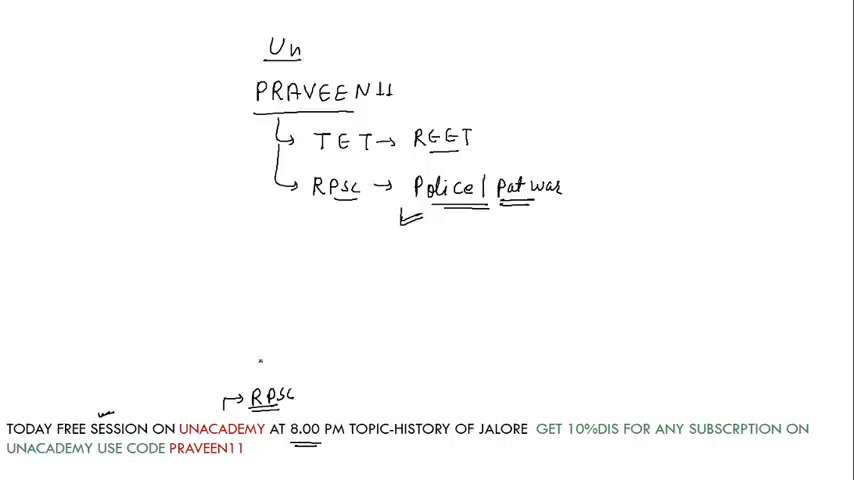 Un
PRAVEEN11
TET → REET
RPSC → Police | Patwar
RPSC
TODAY FREE SESSION ON UNACADEMY AT 8.00 PM TOPIC-HISTORY OF JALORE GET 10%DIS FOR ANY SUBSCRPTION ON
UNACADEMY USE CODE PRAVEEN11